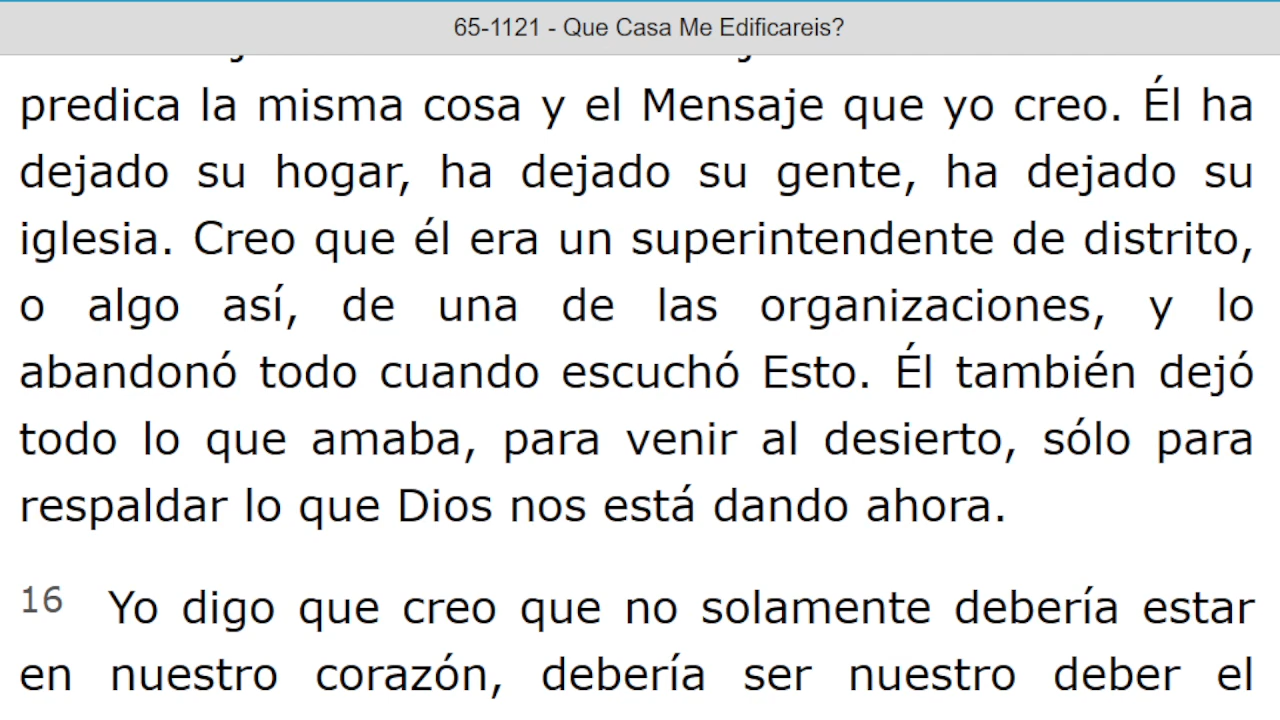 65-1121 - Que Casa Me Edificareis?
predica la misma cosa y el Mensaje que yo creo. Él ha
dejado su hogar, ha dejado su gente, ha dejado su
iglesia. Creo que él era un superintendente de distrito,
o algo así, de una de las organizaciones, y lo
abandonó todo cuando escuchó Esto. Él también dejó
todo lo que amaba, para venir al desierto, sólo para
respaldar lo que Dios nos está dando ahora.
16 Yo digo que creo que no solamente debería estar
en nuestro corazón, debería ser nuestro deber el